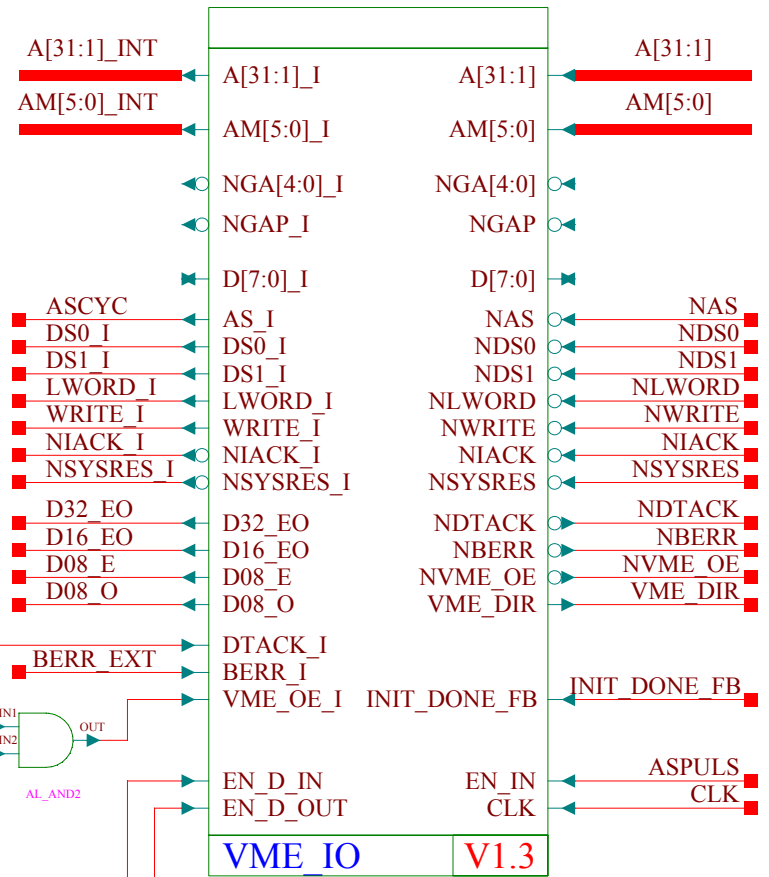 A[31:1]_INT A[31:1]
A[31:1]_I A[31:1]
AM[5:0]_INT AM[5:0]
AM[5:0]_I AM[5:0]
NGA[4:0]_I NGA[4:0]
NGAP_I NGAP
D[7:0]_I D[7:0]
ASCYC AS_I NAS NAS
DS0_I DS0_I NDS0 NDS0
DS1_I DS1_I NDS1 NDS1
LWORD_I LWORD_I NLWORD NLWORD
WRITE_I WRITE_I NWRITE NWRITE
NIACK_I NIACK_I NIACK NIACK
NSYSRES_I NSYSRES_I NSYSRES NSYSRES
D32_EO D32_EO NDTACK NDTACK
D16_EO D16_EO NBERR NBERR
D08_E D08_E NVME_OE NVME_OE
D08_O D08_O VME_DIR VME_DIR
DTACK_I
BERR_EXT BERR_I
VME_OE_I INIT_DONE_FB INIT_DONE_FB
IN1 OUT
IN2
AL_AND2
EN_D_IN EN_IN ASPULS
EN_D_OUT CLK CLK
VME_IO V1.3